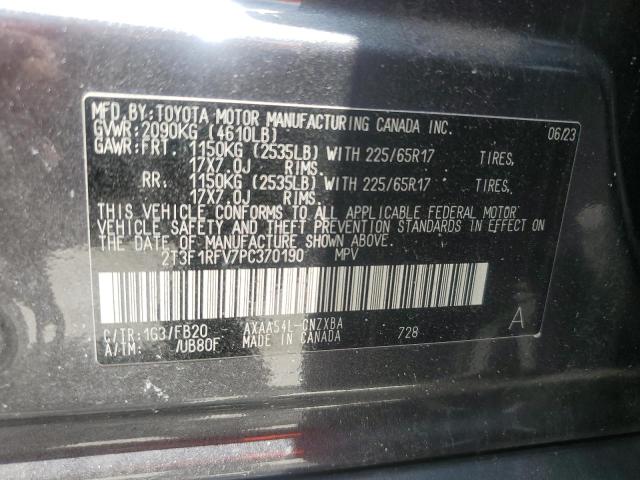 MFD.BY:TOYOTA MOTOR MANUFACTURING CANADA INC. 06/23
GVWR:2090KG (4610LB)
GAWR:FRT. 1150KG (2535LB) WITH 225/65R17 TIRES,
17X7.0J RIMS.
RR. 1150KG (2535LB) WITH 225/65R17 TIRES,
17X7.0J RIMS.
THIS VEHICLE CONFORMS TO ALL APPLICABLE FEDERAL MOTOR
VEHICLE SAFETY AND THEFT PREVENTION STANDARDS IN EFFECT ON
THE DATE OF MANUFACTURE SHOWN ABOVE.
2T3F1RFV7PC370190 MPV
C/TR:1G3/FB20 AXAA54L-CNZXBA A
A/TM: /UB80F MADE IN CANADA 728